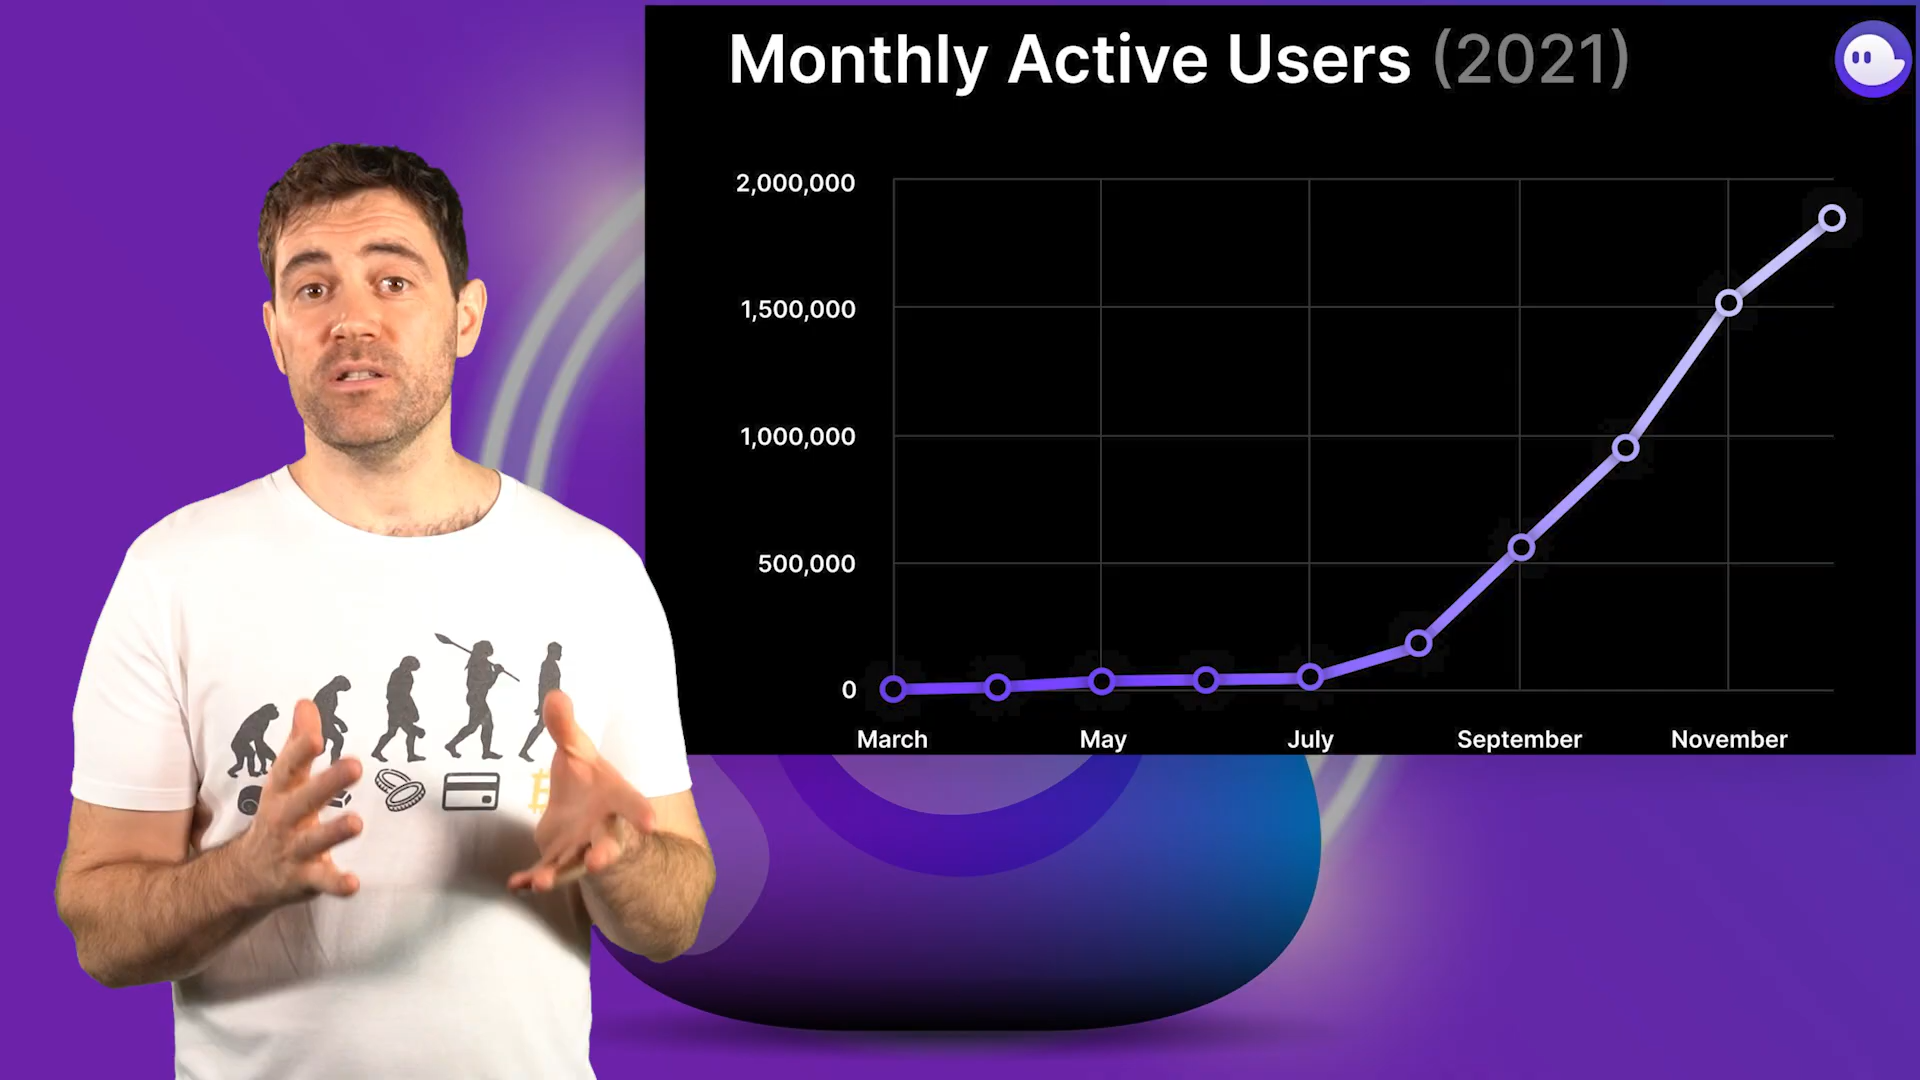 Monthly Active Users (2021)
2,000,000
1,500,000
1,000,000
500,000
0
March May July September November